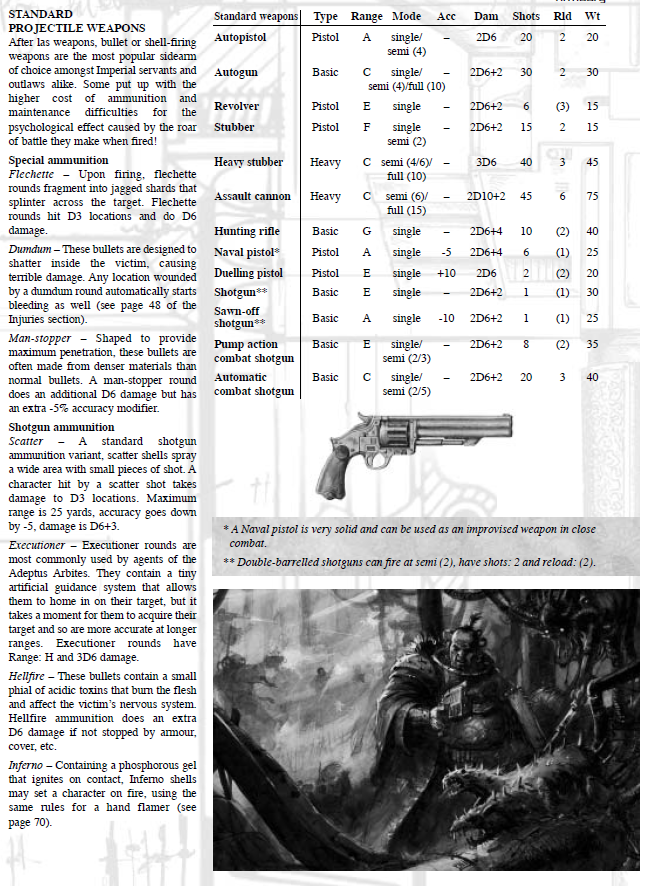 STANDARD
PROJECTILE WEAPONS
After las weapons, bullet or shell-firing
weapons are the most popular sidearm
of choice amongst Imperial servants and
outlaws alike. Some put up with the
higher cost of ammunition and
maintenance difficulties for the
psychological effect caused by the roar
of battle they make when fired!
Special ammunition
Flechette – Upon firing, flechette
rounds fragment into jagged shards that
splinter across the target. Flechette
rounds hit D3 locations and do D6
damage.
Dumdum – These bullets are designed to
shatter inside the victim, causing
terrible damage. Any location wounded
by a dumdum round automatically starts
bleeding as well (see page 48 of the
Injuries section).
Man-stopper – Shaped to provide
maximum penetration, these bullets are
often made from denser materials than
normal bullets. A man-stopper round
does an additional D6 damage but has
an extra -5% accuracy modifier.
Shotgun ammunition
Scatter – A standard shotgun
ammunition variant, scatter shells spray
a wide area with small pieces of shot. A
character hit by a scatter shot takes
damage to D3 locations. Maximum
range is 25 yards, accuracy goes down
by -5, damage is D6+3.
Executioner – Executioner rounds are
most commonly used by agents of the
Adeptus Arbites. They contain a tiny
artificial guidance system that allows
them to home in on their target, but it
takes a moment for them to acquire their
target and so are more accurate at longer
ranges. Executioner rounds have
Range: H and 3D6 damage.
Hellfire – These bullets contain a small
phial of acidic toxins that burn the flesh
and affect the victim's nervous system.
Hellfire ammunition does an extra
D6 damage if not stopped by armour,
cover, etc.
Inferno – Containing a phosphorous gel
that ignites on contact, Inferno shells
may set a character on fire, using the
same rules for a hand flamer (see
page 70).
Standard weapons Type Range Mode Acc Dam Shots Rld Wt
Autopistol Pistol A single/ – 2D6 20 2 20
semi (4)
Autogun Basic C single/ – 2D6+2 30 2 30
semi (4)/full (10)
Revolver Pistol E single – 2D6+2 6 (3) 15
Stubber Pistol F single – 2D6+2 15 2 15
semi (2)
Heavy stubber Heavy C semi (4/6)/ – 3D6 40 3 45
full (10)
Assault cannon Heavy C semi (6)/ – 2D10+2 45 6 75
full (15)
Hunting rifle Basic G single – 2D6+4 10 (2) 40
Naval pistol* Pistol A single -5 2D6+4 6 (1) 25
Duelling pistol Pistol E single +10 2D6 2 (2) 20
Shotgun** Basic E single – 2D6+2 1 (1) 30
Sawn-off
shotgun** Basic A single -10 2D6+2 1 (1) 25
Pump action Basic E single/ – 2D6+2 8 (2) 35
combat shotgun semi (2/3)
Automatic Basic C single/ – 2D6+2 20 3 40
combat shotgun semi (2/5)
* A Naval pistol is very solid and can be used as an improvised weapon in close
combat.
** Double-barrelled shotguns can fire at semi (2), have shots: 2 and reload: (2).